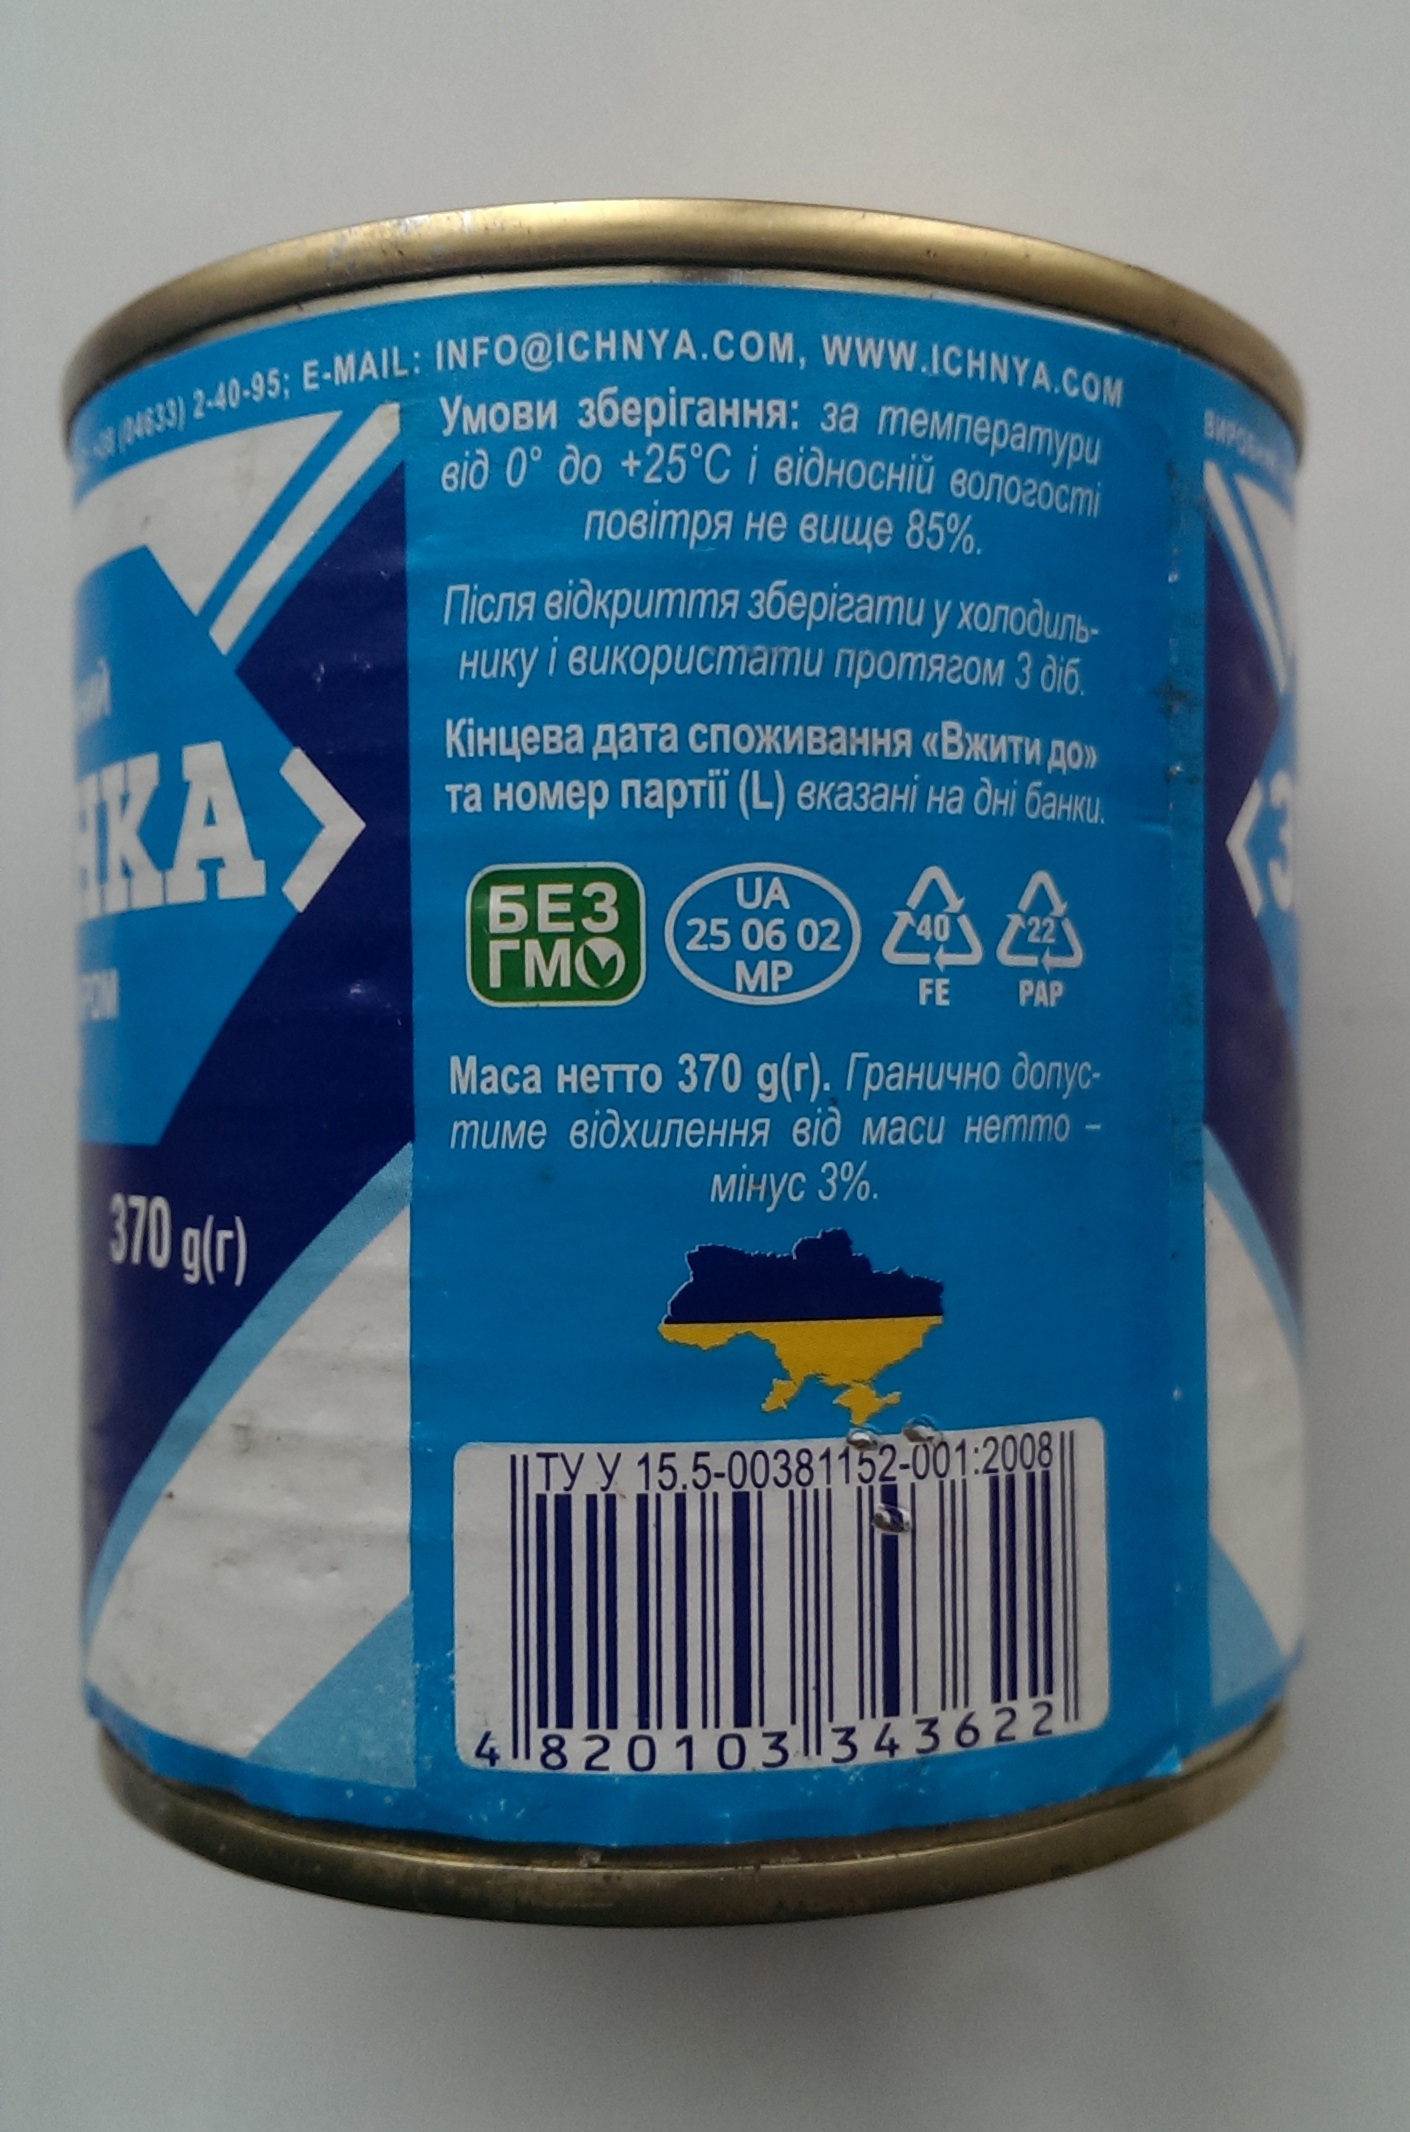 (04633) 2-40-95; E-MAIL: INFO@ICHNYA.COM, WWW.ICHNYA.COM
Умови зберігання: за температури
від 0° до +25°С і відносній вологості
повітря не вище 85%.
Після відкриття зберігати у холодиль-
нику і використати протягом 3 діб.
Кінцева дата споживання «Вжити до»
та номер партії (L) вказані на дні банки.
БЕЗ
ГМО
UA
25 06 02
MP
40
FE
22
PAP
Маса нетто 370 g(г). Гранично допус-
тиме відхилення від маси нетто –
мінус 3%.
НКА
370 g(г)
ТУ У 15.5-00381152-001:2008
4 820103 343622